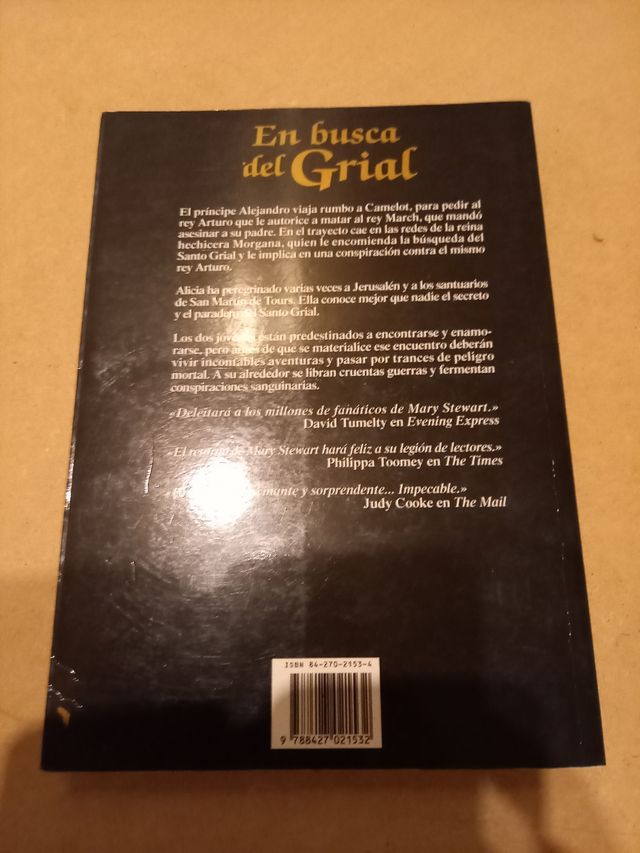 En busca
del Grial
El príncipe Alejandro viaja rumbo a Camelot, para pedir al
rey Arturo que le autorice a matar al rey March, que mandó
asesinar a su padre. En el trayecto cae en las redes de la reina
hechicera Morgana, quien le encomienda la búsqueda del
Santo Grial y le implica en una conspiración contra el mismo
rey Arturo.
Alicia ha peregrinado varias veces a Jerusalén y a los santuarios
de San Martín de Tours. Ella conoce mejor que nadie el secreto
y el paradero del Santo Grial.
Los dos jóvenes están predestinados a encontrarse y enamo-
rarse, pero antes de que se materialice ese encuentro deberán
vivir incontables aventuras y pasar por trances de peligro
mortal. A su alrededor se libran cruentas guerras y fermentan
conspiraciones sanguinarias.
«Deleitará a los millones de fanáticos de Mary Stewart.»
David Tumelty en Evening Express
«El retorno de Mary Stewart hará feliz a su legión de lectores.»
Philippa Toomey en The Times
y sorprendente... Impecable.»
Judy Cooke en The Mail
ISBN 84-270-2153-4
9 788427 021532